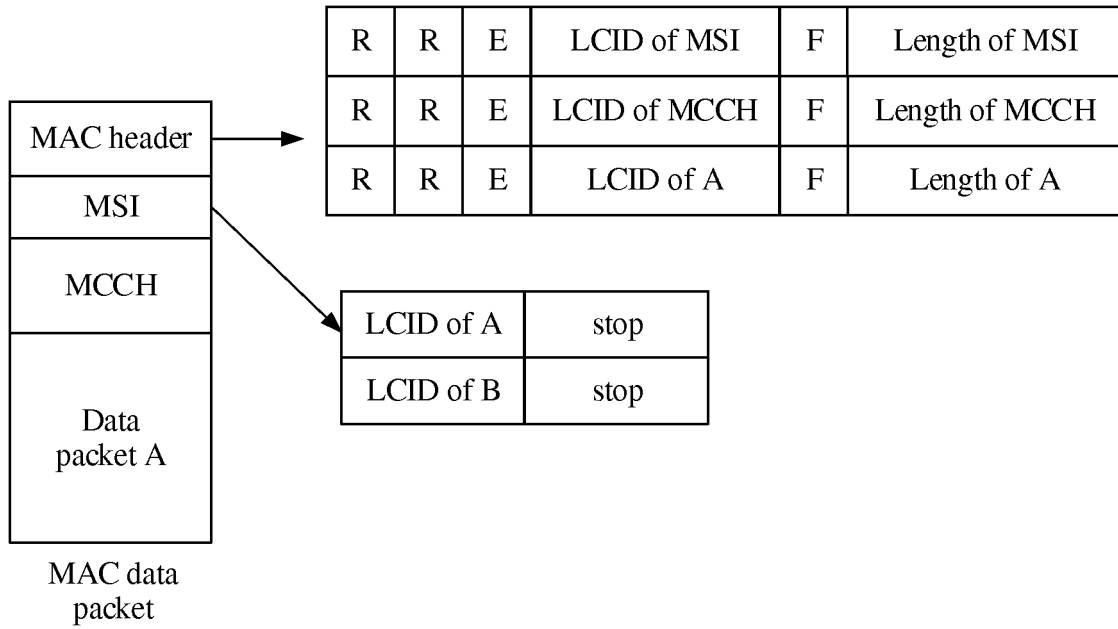 R R E LCID of MSI F Length of MSI
R R E LCID of MCCH F Length of MCCH
R R E LCID of A F Length of A
MAC header
MSI
MCCH
Data
packet A
LCID of A stop
LCID of B stop
MAC data
packet